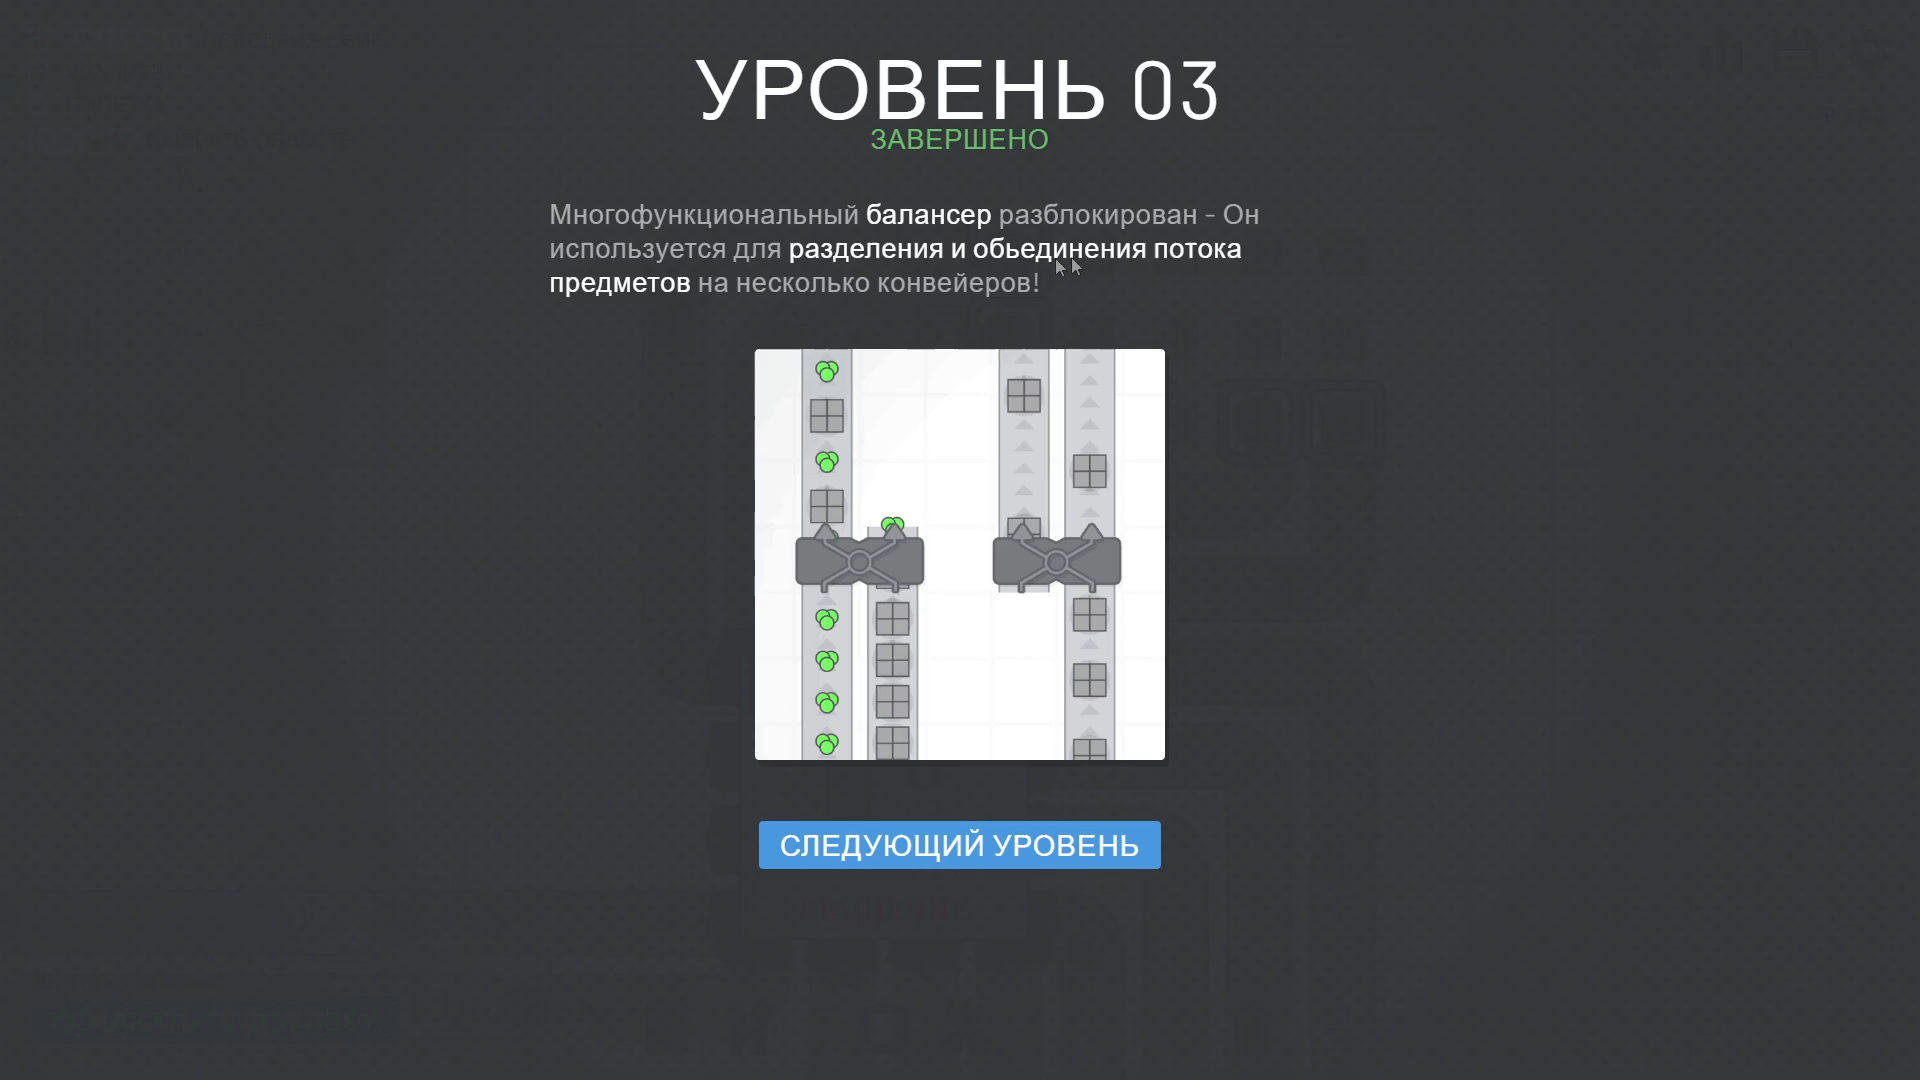 УРОВЕНЬ 03
ЗАВЕРШЕНО
Многофункциональный балансер разблокирован - Он
используется для разделения и обьединения потока
предметов на несколько конвейеров!
СЛЕДУЮЩИЙ УРОВЕНЬ